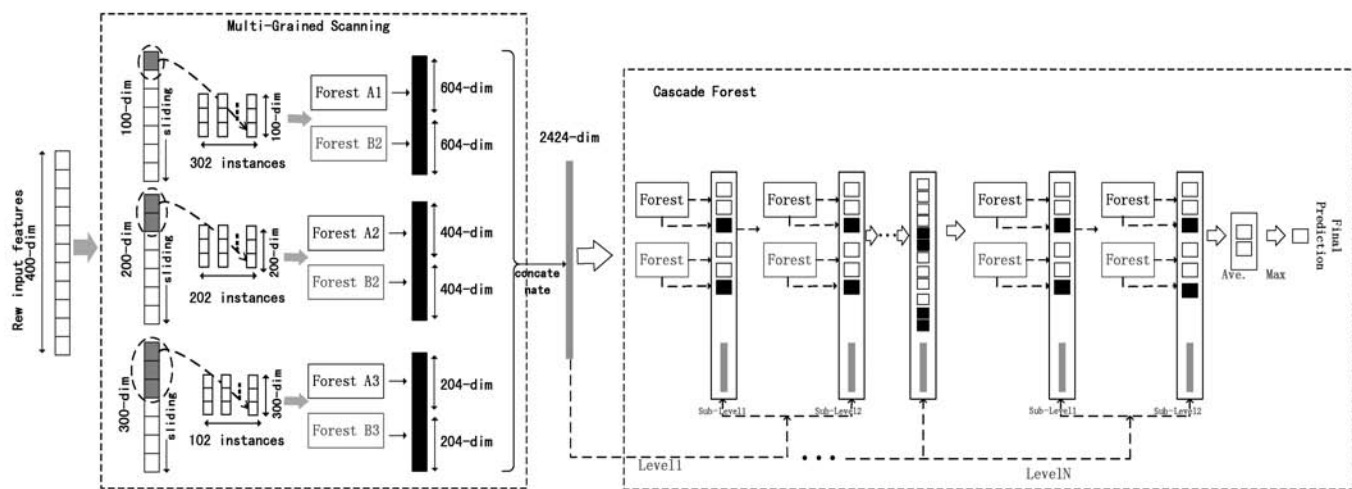 Multi-Grained Scanning
Rew input features
400-dim
100-dim
sliding
302 instances
100-dim
Forest A1
Forest B2
604-dim
604-dim
200-dim
sliding
202 instances
200-dim
Forest A2
Forest B2
404-dim
404-dim
300-dim
sliding
102 instances
300-dim
Forest A3
Forest B3
204-dim
204-dim
concate
nate
2424-dim
Cascade Forest
Forest
Forest
Sub-Level1
Forest
Forest
Sub-Level2
Level1
Forest
Forest
Sub-Level1
Forest
Forest
Sub-Level2
LevelN
Ave.
Max
Final
Prediction